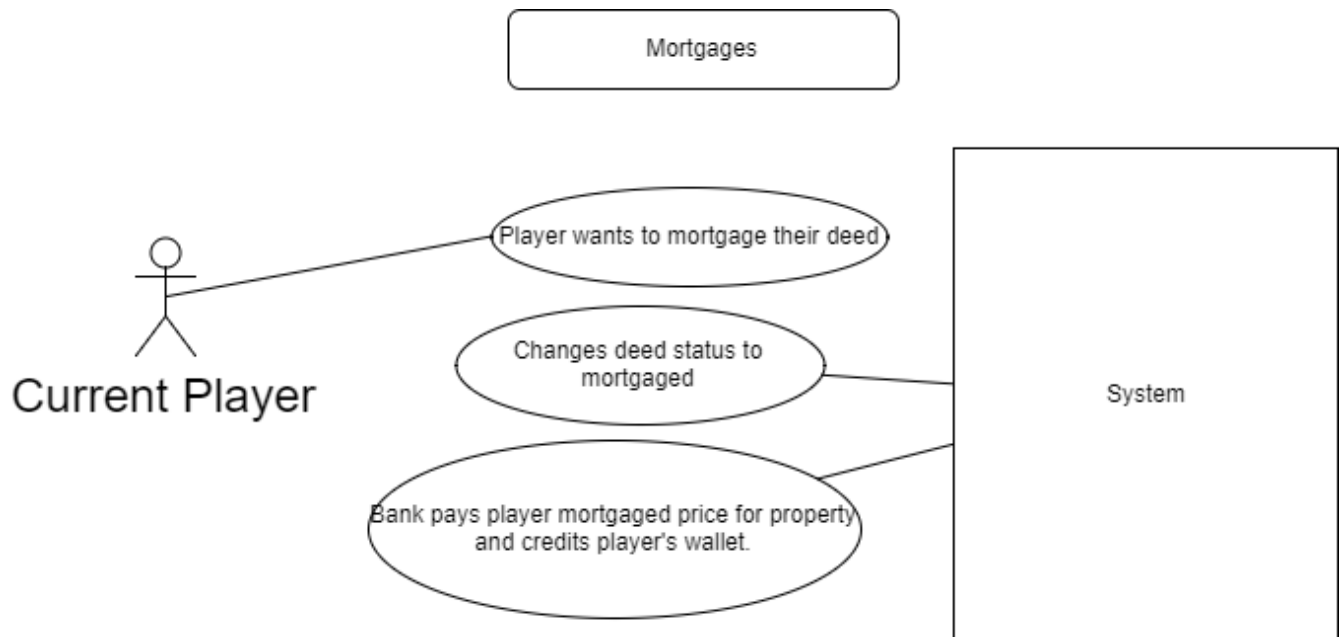 Mortgages
Player wants to mortgage their deed
Changes deed status to
mortgaged
Current Player
System
Bank pays player mortgaged price for property
and credits player's wallet.